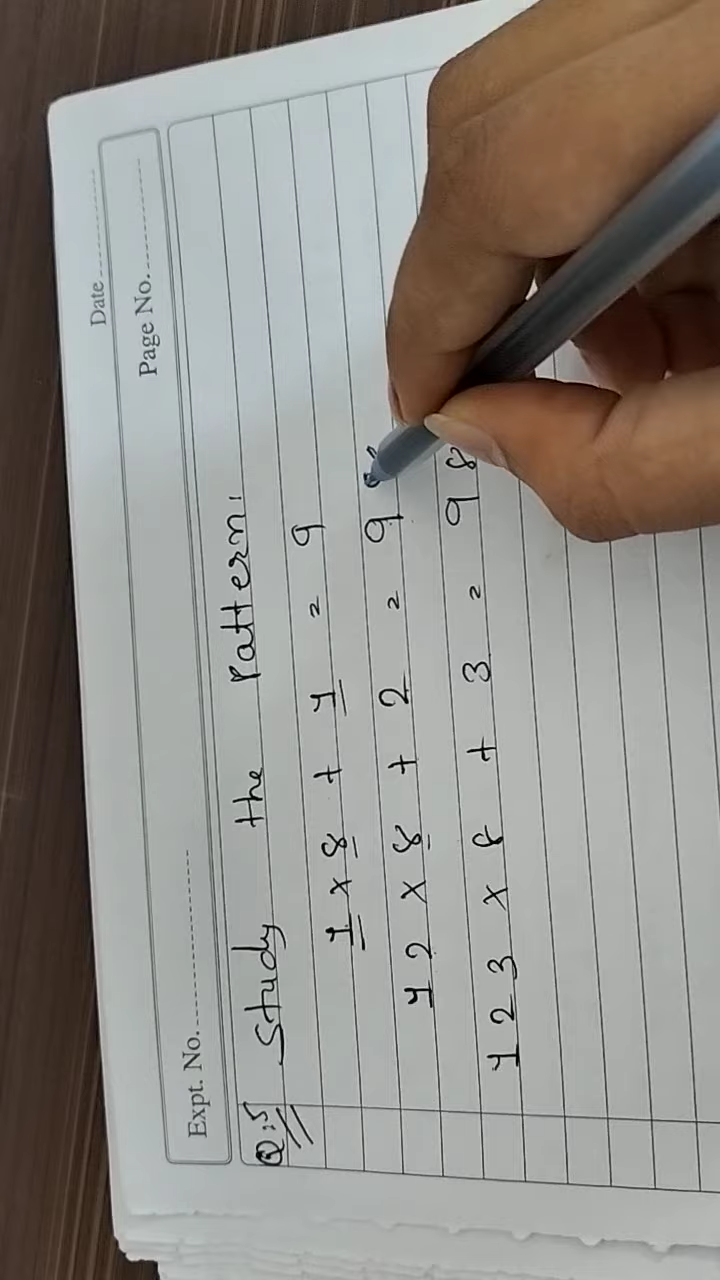 Date
Page No.
Expt. No.
Q:5 Study the Pattern.
1 x 8 + 1 = 9
12 x 8 + 2 = 9
123 x 8 + 3 = 98